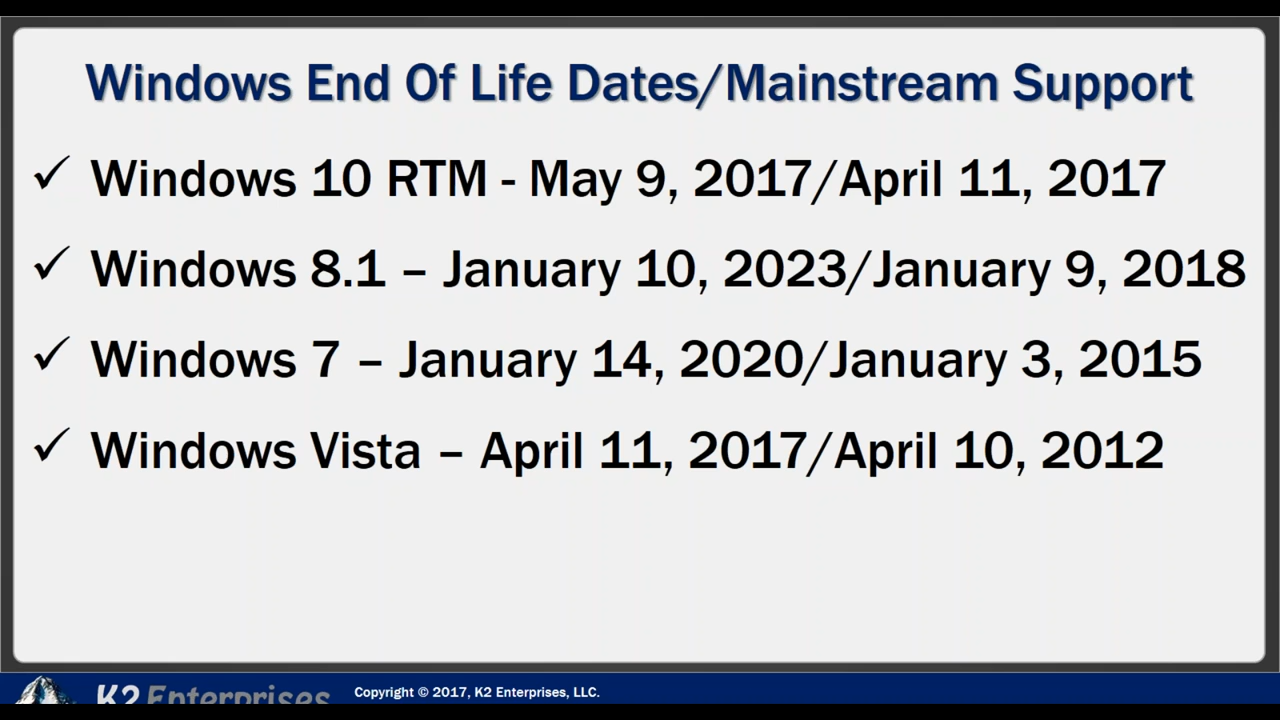 Windows End Of Life Dates/Mainstream Support
✓ Windows 10 RTM - May 9, 2017/April 11, 2017
✓ Windows 8.1 – January 10, 2023/January 9, 2018
✓ Windows 7 – January 14, 2020/January 3, 2015
✓ Windows Vista – April 11, 2017/April 10, 2012
K2 Enterprises Copyright © 2017, K2 Enterprises, LLC.